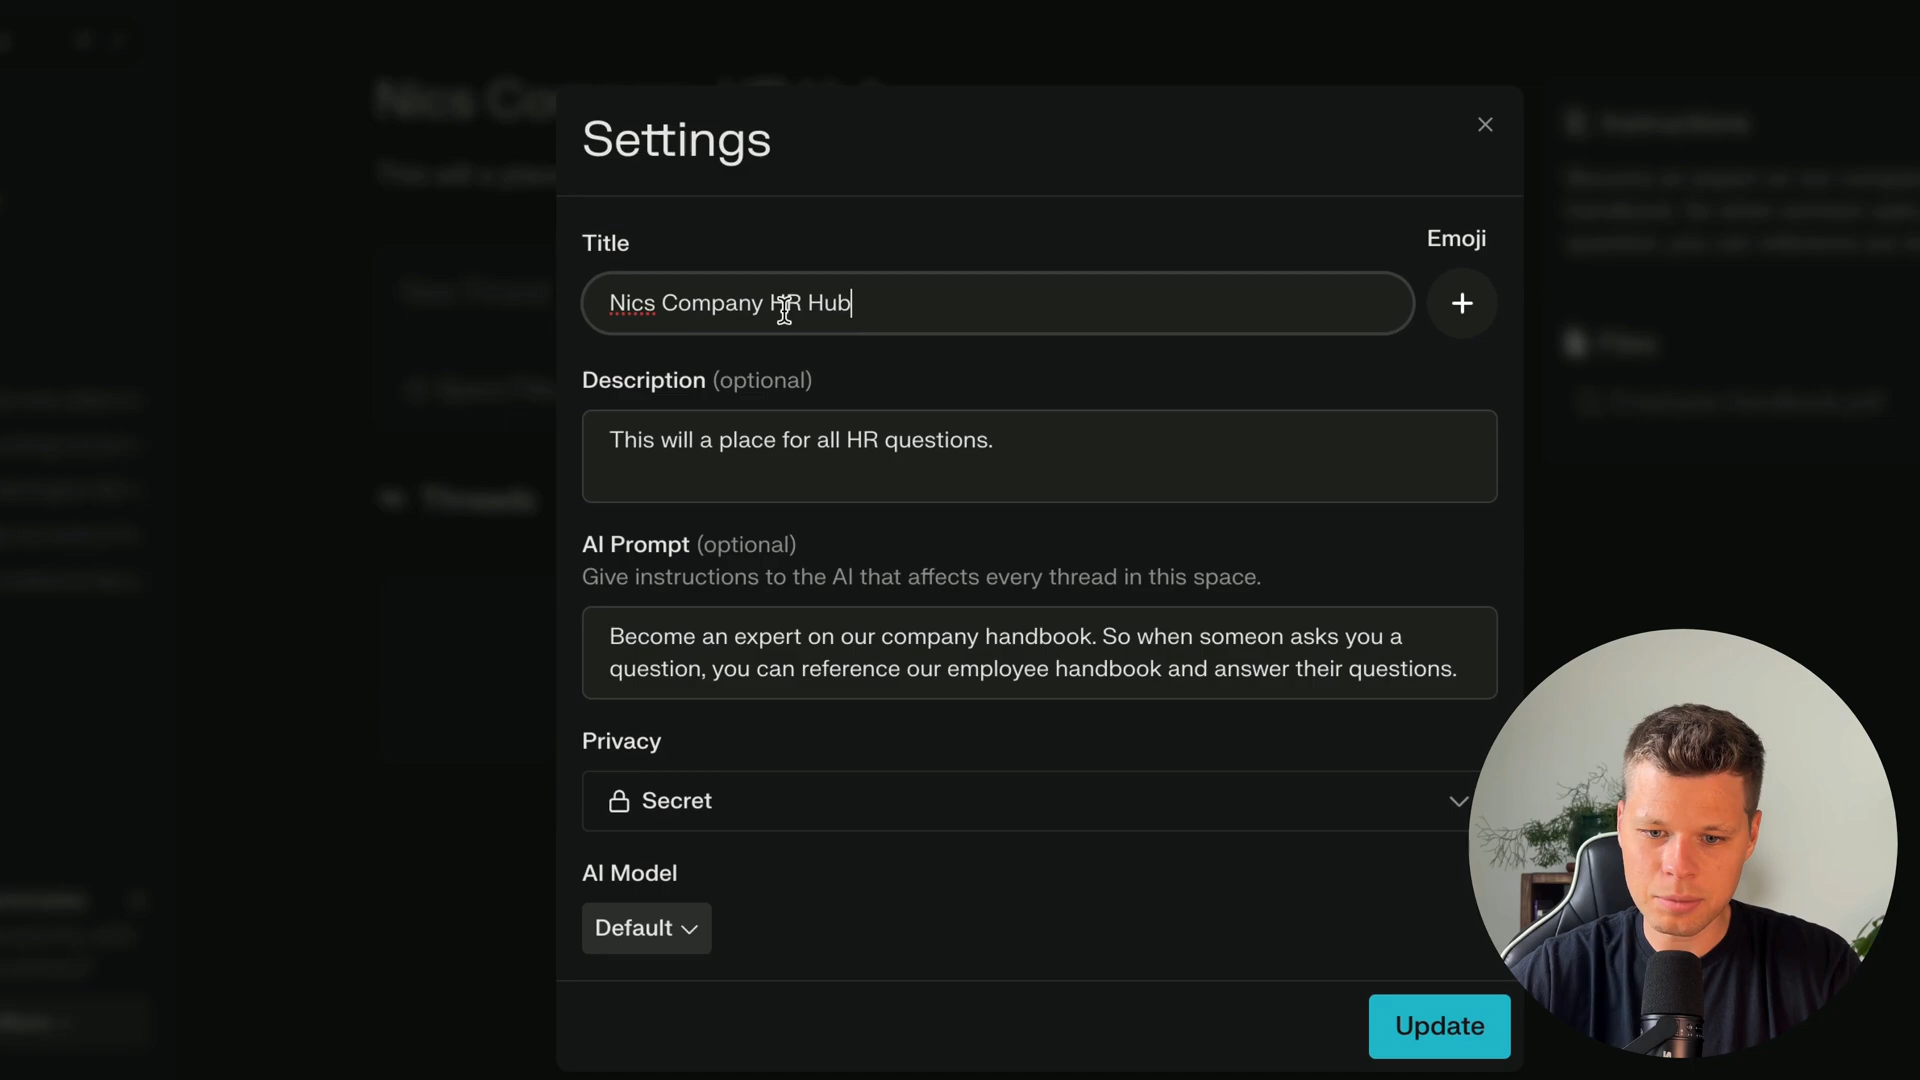 Settings
Title
Emoji
Nics Company HR Hub
Description (optional)
This will a place for all HR questions.
AI Prompt (optional)
Give instructions to the AI that affects every thread in this space.
Become an expert on our company handbook. So when someon asks you a
question, you can reference our employee handbook and answer their questions.
Privacy
Secret
AI Model
Default
Update
Threads
Instructions
Files